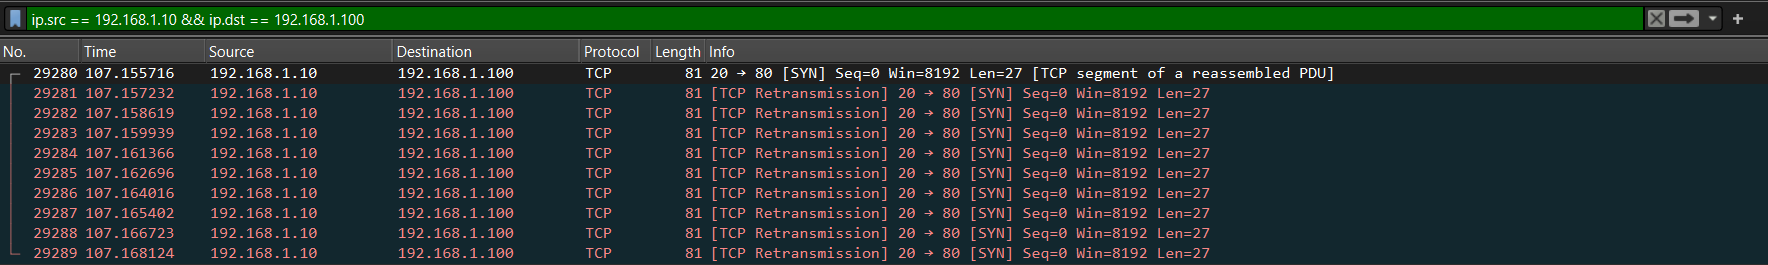 ip.src == 192.168.1.10 && ip.dst == 192.168.1.100
No. Time Source Destination Protocol Length Info
29280 107.155716 192.168.1.10 192.168.1.100 TCP 81 20 → 80 [SYN] Seq=0 Win=8192 Len=27 [TCP segment of a reassembled PDU]
29281 107.157232 192.168.1.10 192.168.1.100 TCP 81 [TCP Retransmission] 20 → 80 [SYN] Seq=0 Win=8192 Len=27
29282 107.158619 192.168.1.10 192.168.1.100 TCP 81 [TCP Retransmission] 20 → 80 [SYN] Seq=0 Win=8192 Len=27
29283 107.159939 192.168.1.10 192.168.1.100 TCP 81 [TCP Retransmission] 20 → 80 [SYN] Seq=0 Win=8192 Len=27
29284 107.161366 192.168.1.10 192.168.1.100 TCP 81 [TCP Retransmission] 20 → 80 [SYN] Seq=0 Win=8192 Len=27
29285 107.162696 192.168.1.10 192.168.1.100 TCP 81 [TCP Retransmission] 20 → 80 [SYN] Seq=0 Win=8192 Len=27
29286 107.164016 192.168.1.10 192.168.1.100 TCP 81 [TCP Retransmission] 20 → 80 [SYN] Seq=0 Win=8192 Len=27
29287 107.165402 192.168.1.10 192.168.1.100 TCP 81 [TCP Retransmission] 20 → 80 [SYN] Seq=0 Win=8192 Len=27
29288 107.166723 192.168.1.10 192.168.1.100 TCP 81 [TCP Retransmission] 20 → 80 [SYN] Seq=0 Win=8192 Len=27
29289 107.168124 192.168.1.10 192.168.1.100 TCP 81 [TCP Retransmission] 20 → 80 [SYN] Seq=0 Win=8192 Len=27